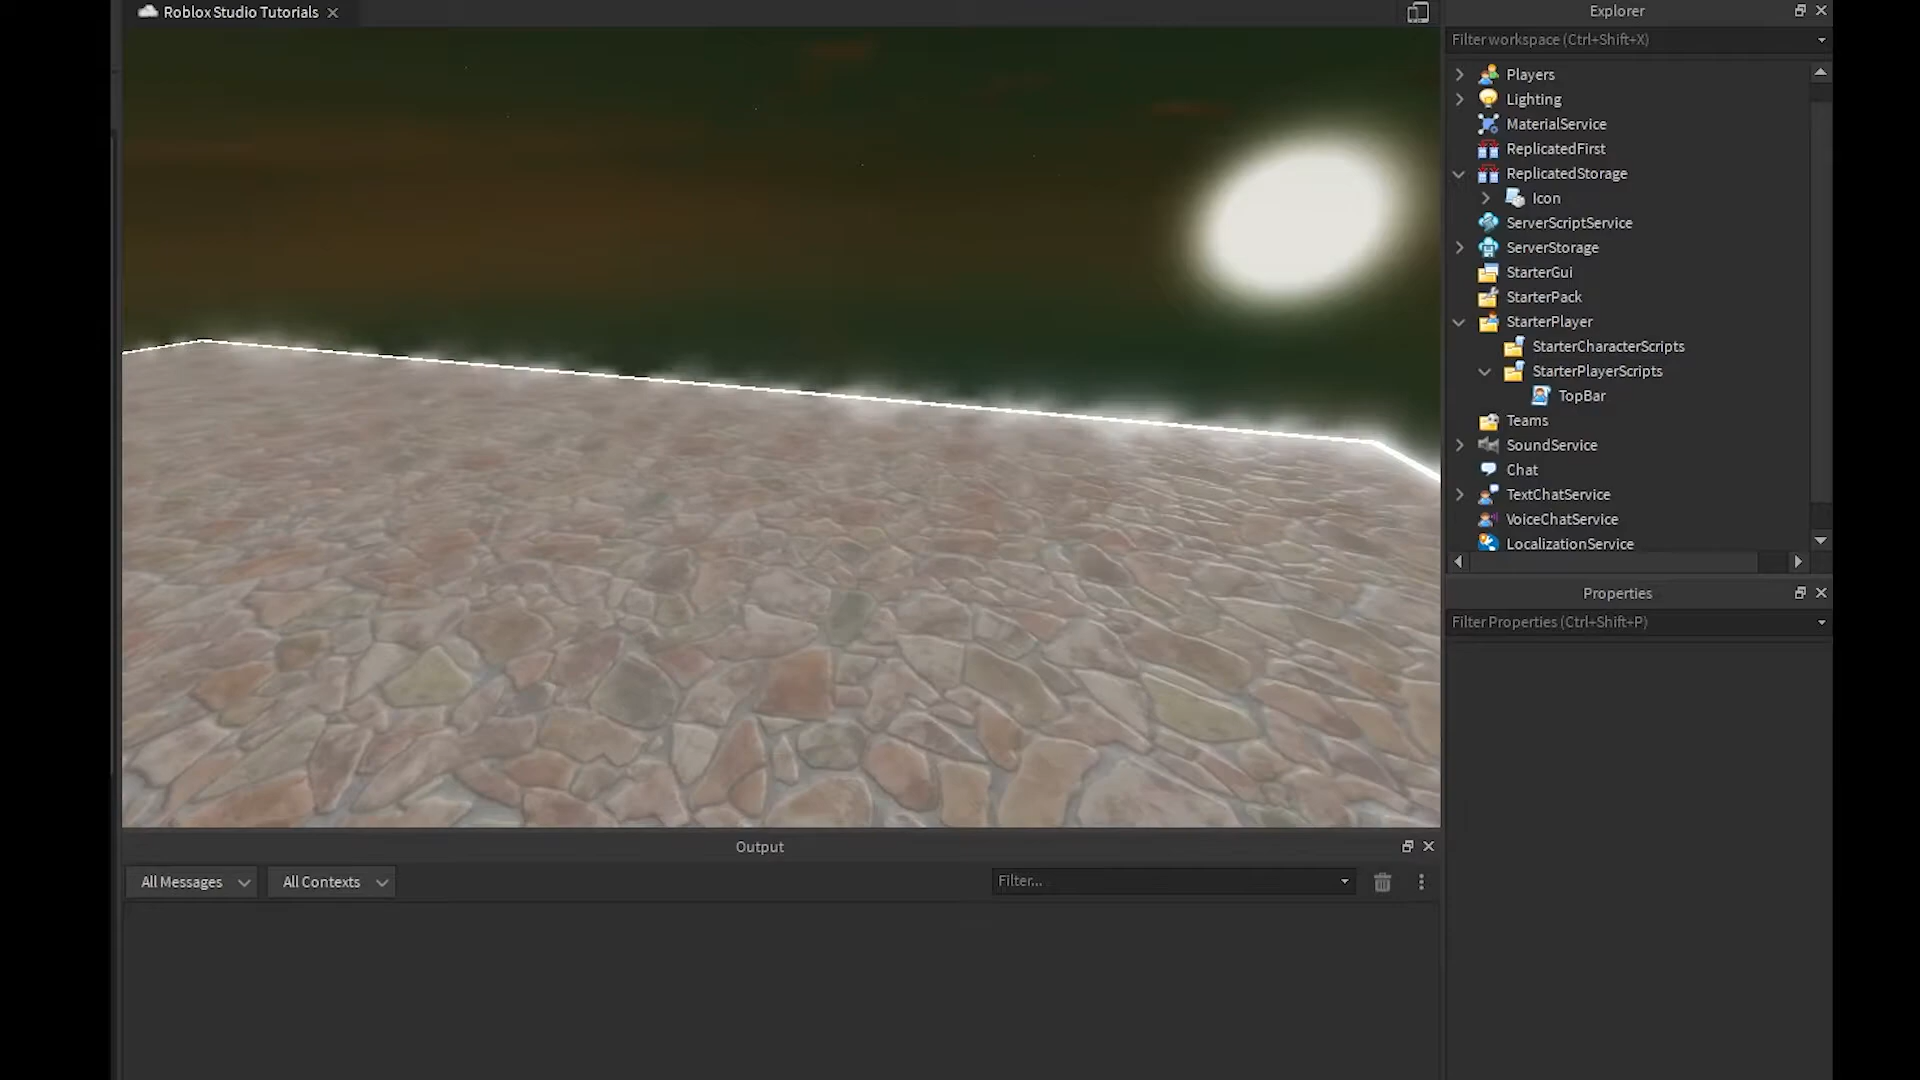 Roblox Studio Tutorials
Explorer
Filter workspace (Ctrl+Shift+X)
Players
Lighting
MaterialService
ReplicatedFirst
ReplicatedStorage
Icon
ServerScriptService
ServerStorage
StarterGui
StarterPack
StarterPlayer
StarterCharacterScripts
StarterPlayerScripts
TopBar
Teams
SoundService
Chat
TextChatService
VoiceChatService
LocalizationService
Properties
Filter Properties (Ctrl+Shift+P)
Output
All Messages
All Contexts
Filter...